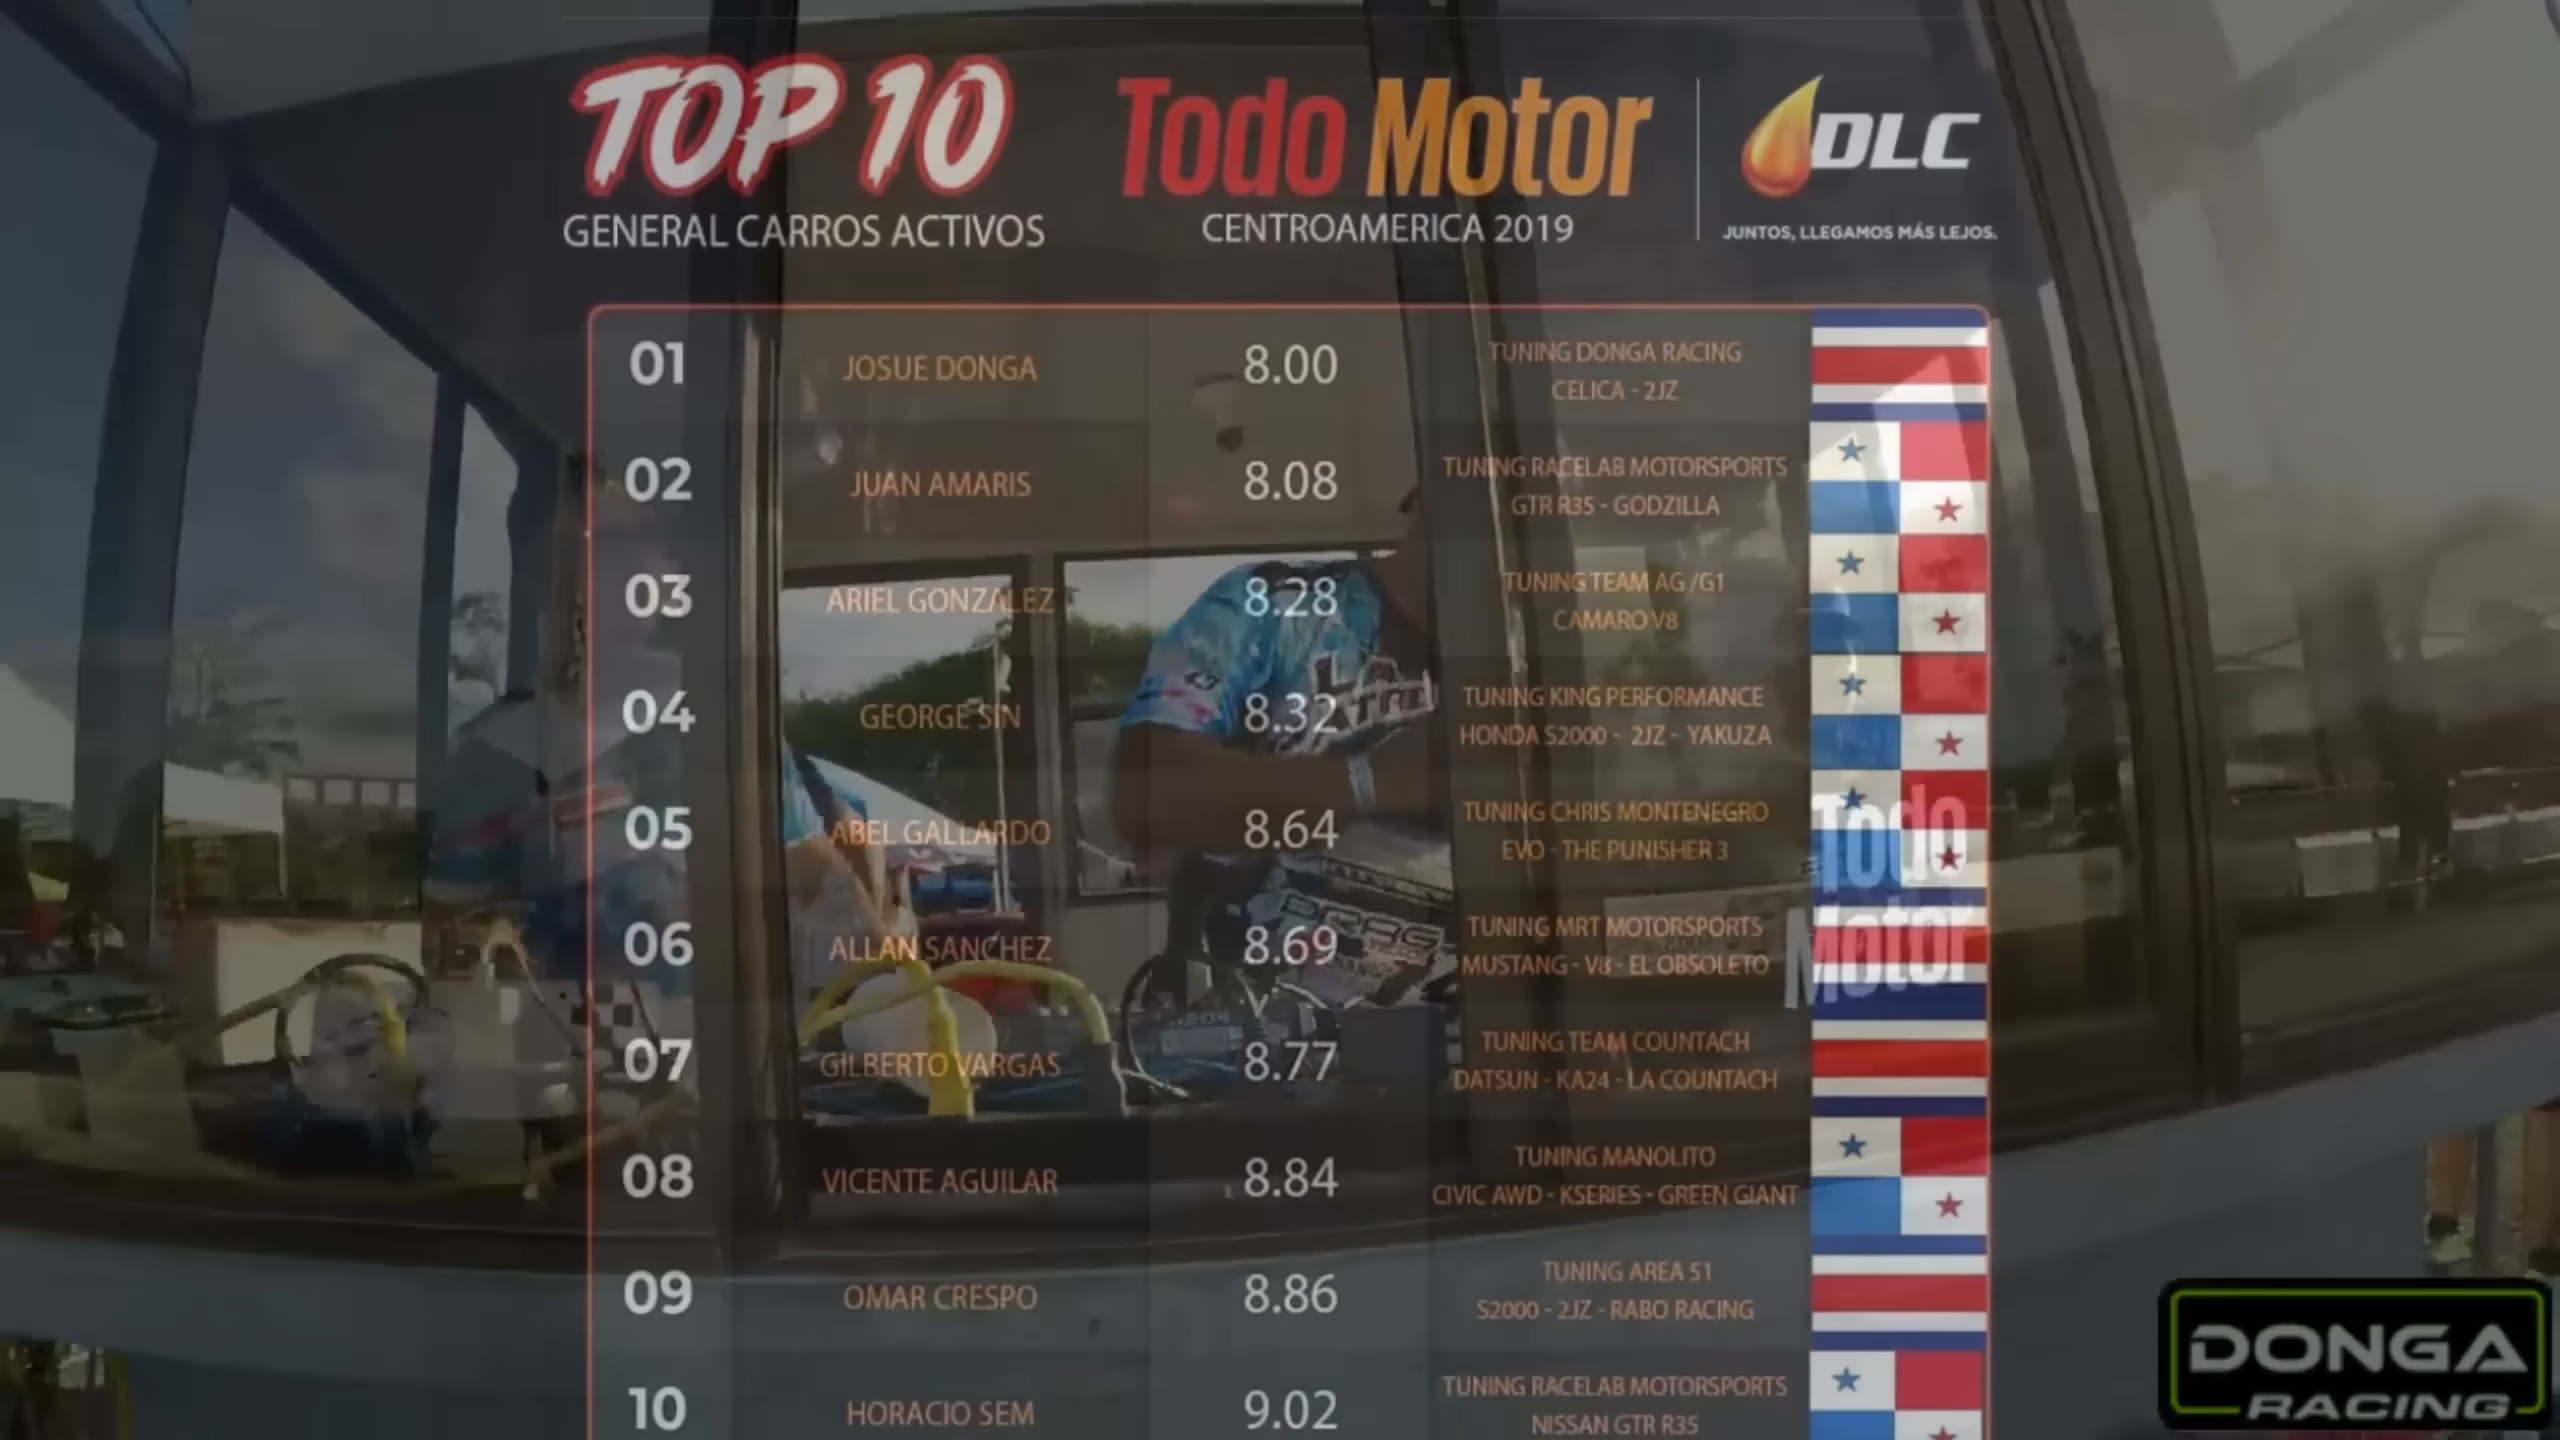 TOP 10
GENERAL CARROS ACTIVOS
Todo Motor
CENTROAMERICA 2019
DLC
JUNTOS, LLEGAMOS MÁS LEJOS.
01 JOSUE DONGA 8.00 TUNING DONGA RACING
CELICA - 2JZ
02 JUAN AMARIS 8.08 TUNING RACELAB MOTORSPORTS
GTR R35 - GODZILLA
03 ARIEL GONZALEZ 8.28 TUNING TEAM AG /G1
CAMARO V8
04 GEORGE SIN 8.32 TUNING KING PERFORMANCE
HONDA S2000 - 2JZ - YAKUZA
05 ABEL GALLARDO 8.64 TUNING CHRIS MONTENEGRO
EVO - THE PUNISHER 3
06 ALLAN SANCHEZ 8.69 TUNING MRT MOTORSPORTS
MUSTANG - V8 - EL OBSOLETO
07 GILBERTO VARGAS 8.77 TUNING TEAM COUNTACH
DATSUN - KA24 - LA COUNTACH
08 VICENTE AGUILAR 8.84 TUNING MANOLITO
CIVIC AWD - KSERIES - GREEN GIANT
09 OMAR CRESPO 8.86 TUNING AREA 51
S2000 - 2JZ - RABO RACING
10 HORACIO SEM 9.02 TUNING RACELAB MOTORSPORTS
NISSAN GTR R35
Todo
Motor
DONGA
RACING